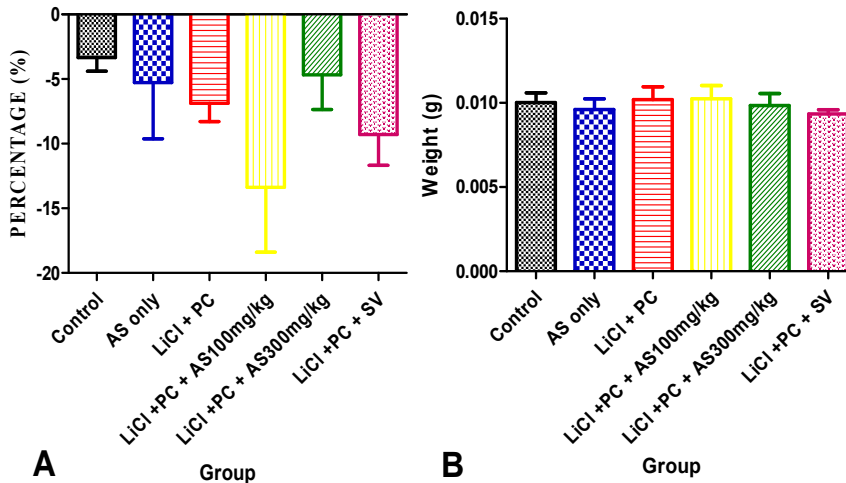 PERCENTAGE (%)
0
-5
-10
-15
-20
Control
AS only
LiCl + PC
LiCl +PC + AS100mg/kg
LiCl +PC + AS300mg/kg
LiCl +PC + SV
A
Group
Weight (g)
0.015
0.010
0.005
0.000
Control
AS only
LiCl + PC
LiCl +PC + AS100mg/kg
LiCl +PC + AS300mg/kg
LiCl +PC + SV
B
Group